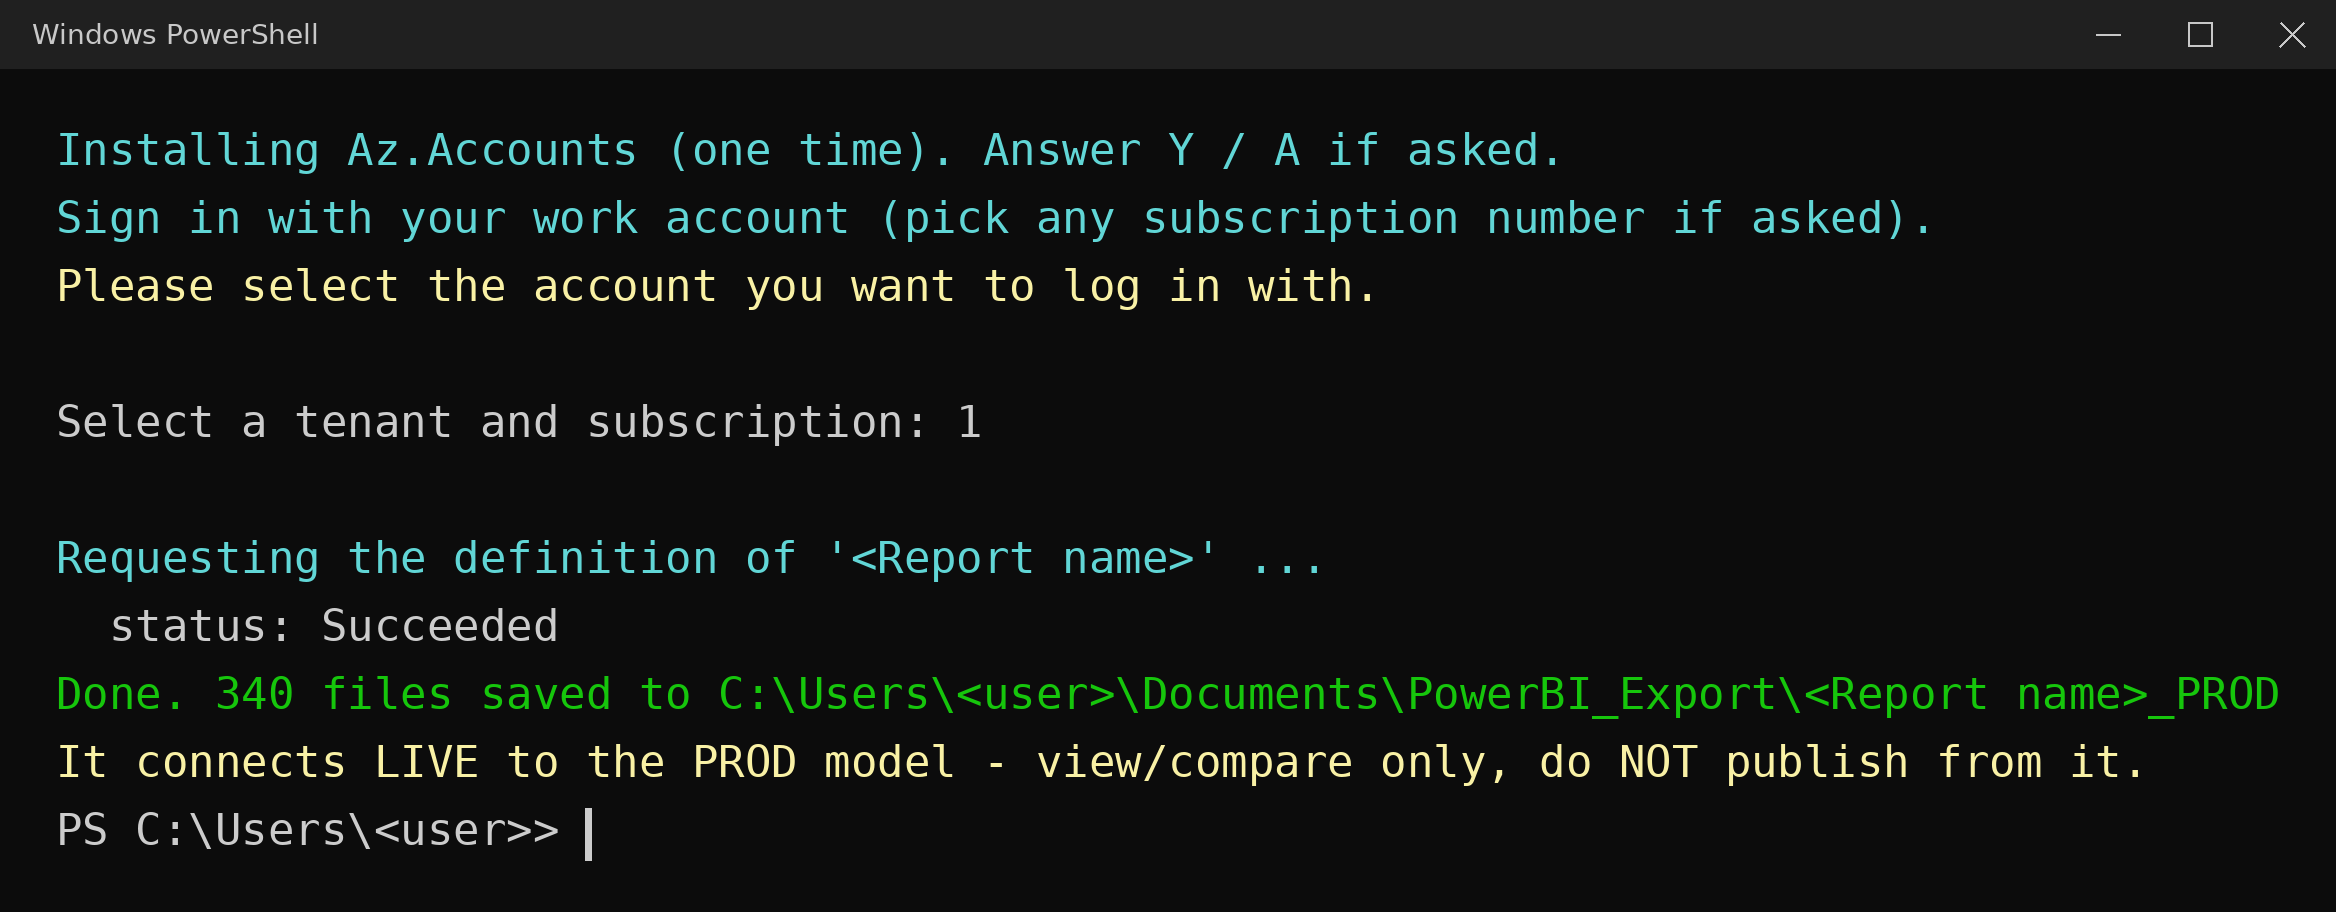 Windows PowerShell
Installing Az.Accounts (one time). Answer Y / A if asked.
Sign in with your work account (pick any subscription number if asked).
Please select the account you want to log in with.
Select a tenant and subscription: 1
Requesting the definition of '<Report name>' ...
  status: Succeeded
Done. 340 files saved to C:\Users\<user>\Documents\PowerBI_Export\<Report name>_PROD
It connects LIVE to the PROD model - view/compare only, do NOT publish from it.
PS C:\Users\<user>>